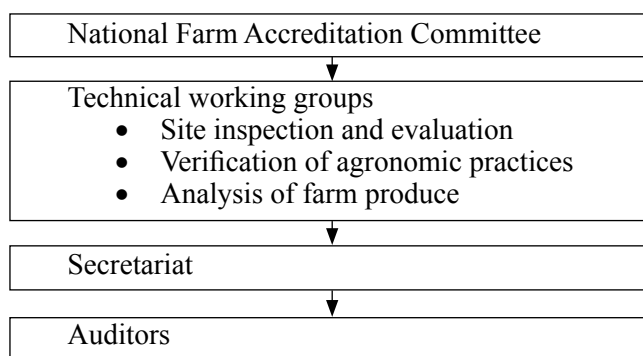 National Farm Accreditation Committee
Technical working groups
• Site inspection and evaluation
• Verification of agronomic practices
• Analysis of farm produce
Secretariat
Auditors